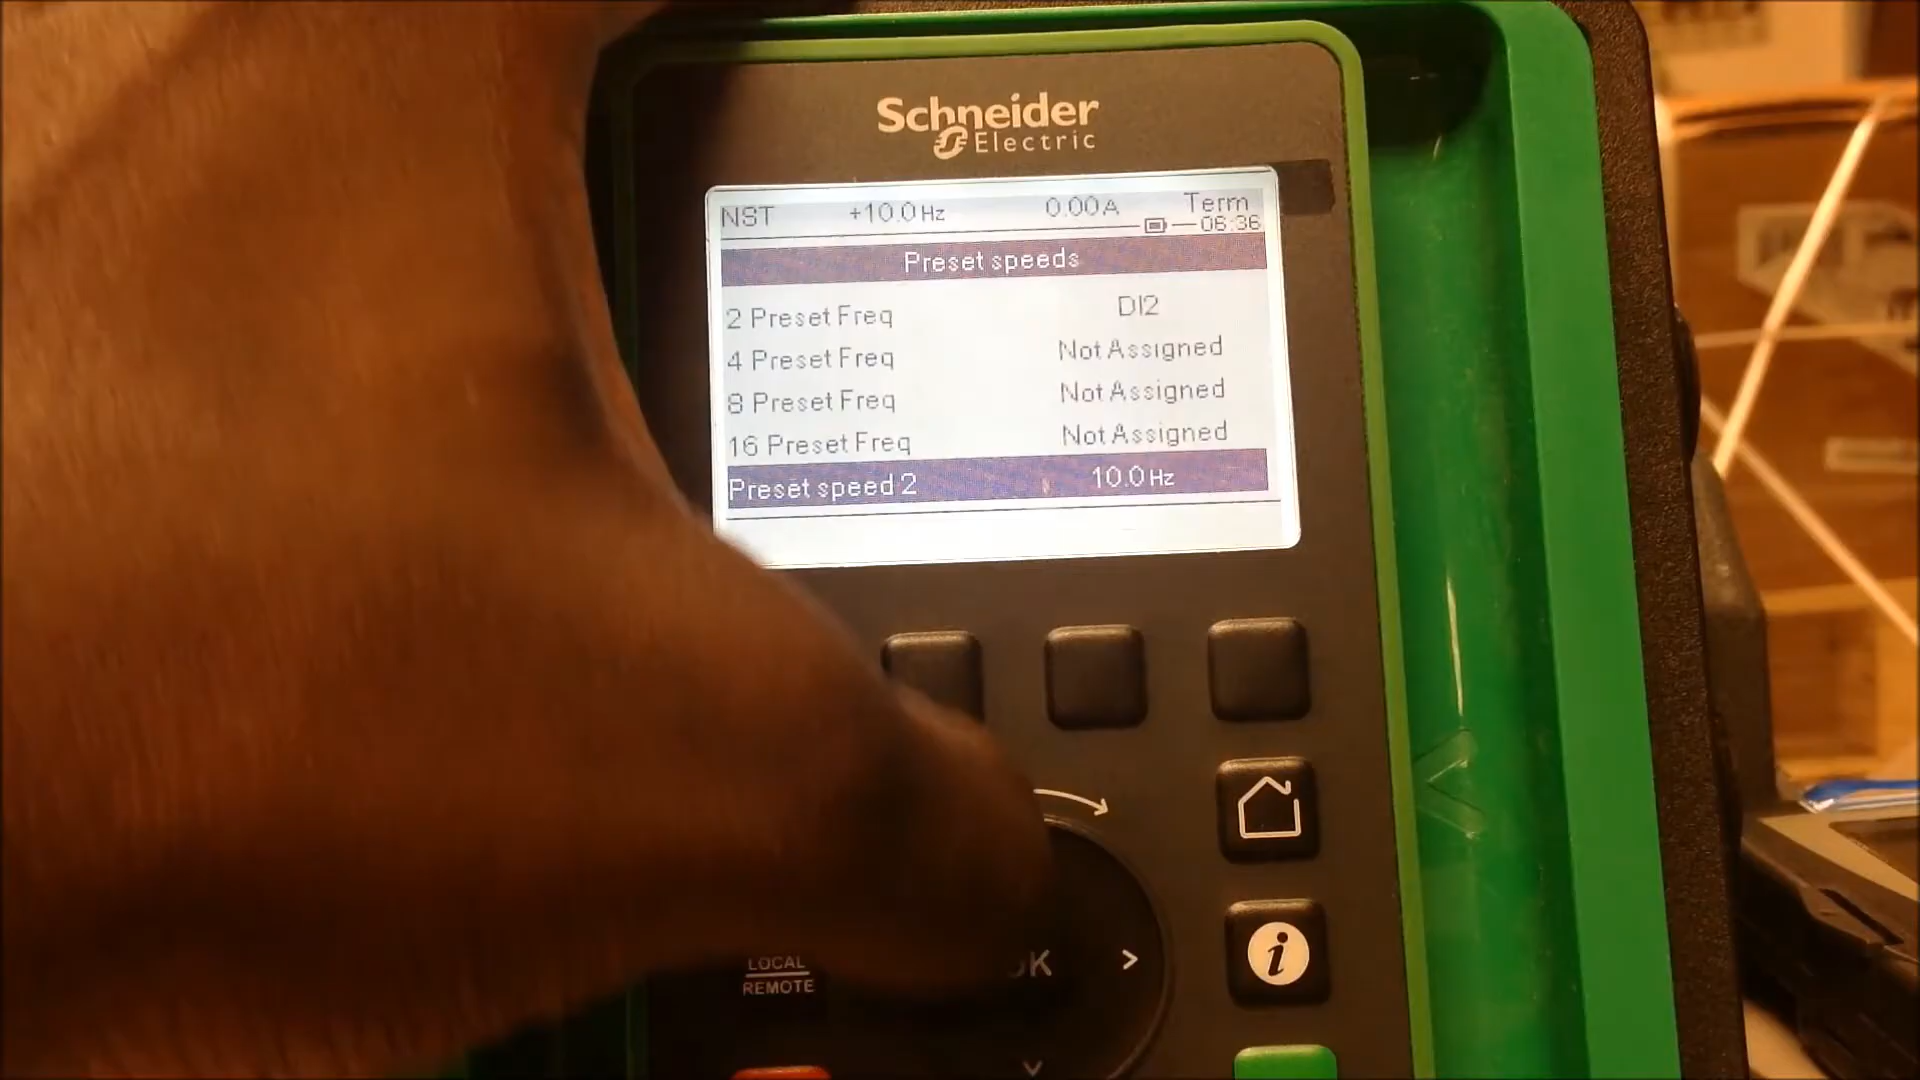 Schneider
Electric
NST +10.0 Hz 0.00A Term
06:36
Preset speeds
2 Preset Freq DI2
4 Preset Freq Not Assigned
8 Preset Freq Not Assigned
16 Preset Freq Not Assigned
Preset speed 2 10.0 Hz
OK
LOCAL
REMOTE
i